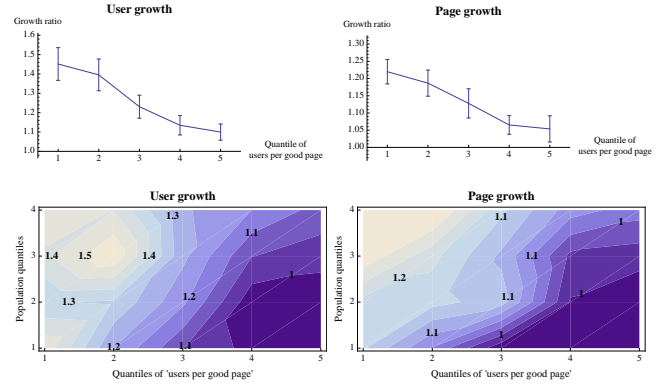 User growth
Growth ratio
1.6
1.5
1.4
1.3
1.2
1.1
1.0
1 2 3 4 5
Quantile of
users per good page
Page growth
Growth ratio
1.30
1.25
1.20
1.15
1.10
1.05
1.00
1 2 3 4 5
Quantile of
users per good page
User growth
Population quantiles
4
3
2
1
1.3
1.1
1.4 1.5 1.4
1
1.3 1.2
1.2 1.1
1 2 3 4 5
Quantiles of 'users per good page'
Page growth
Population quantiles
4
3
2
1
1.1 1
1.1
1.2
1.1 1
1.1 1
1 2 3 4 5
Quantiles of 'users per good page'